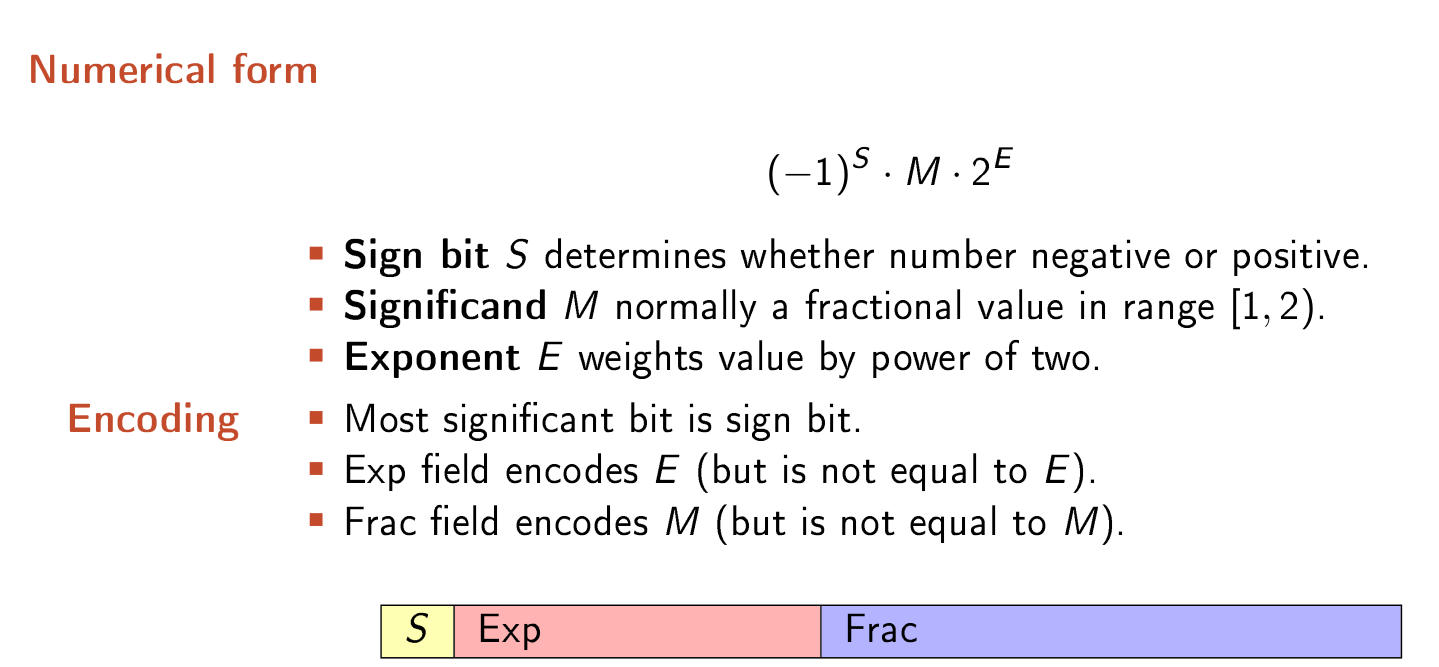 Numerical form
(−1)^S · M · 2^E
▪ Sign bit S determines whether number negative or positive.
▪ Significand M normally a fractional value in range [1, 2).
▪ Exponent E weights value by power of two.
Encoding ▪ Most significant bit is sign bit.
▪ Exp field encodes E (but is not equal to E).
▪ Frac field encodes M (but is not equal to M).
S Exp Frac